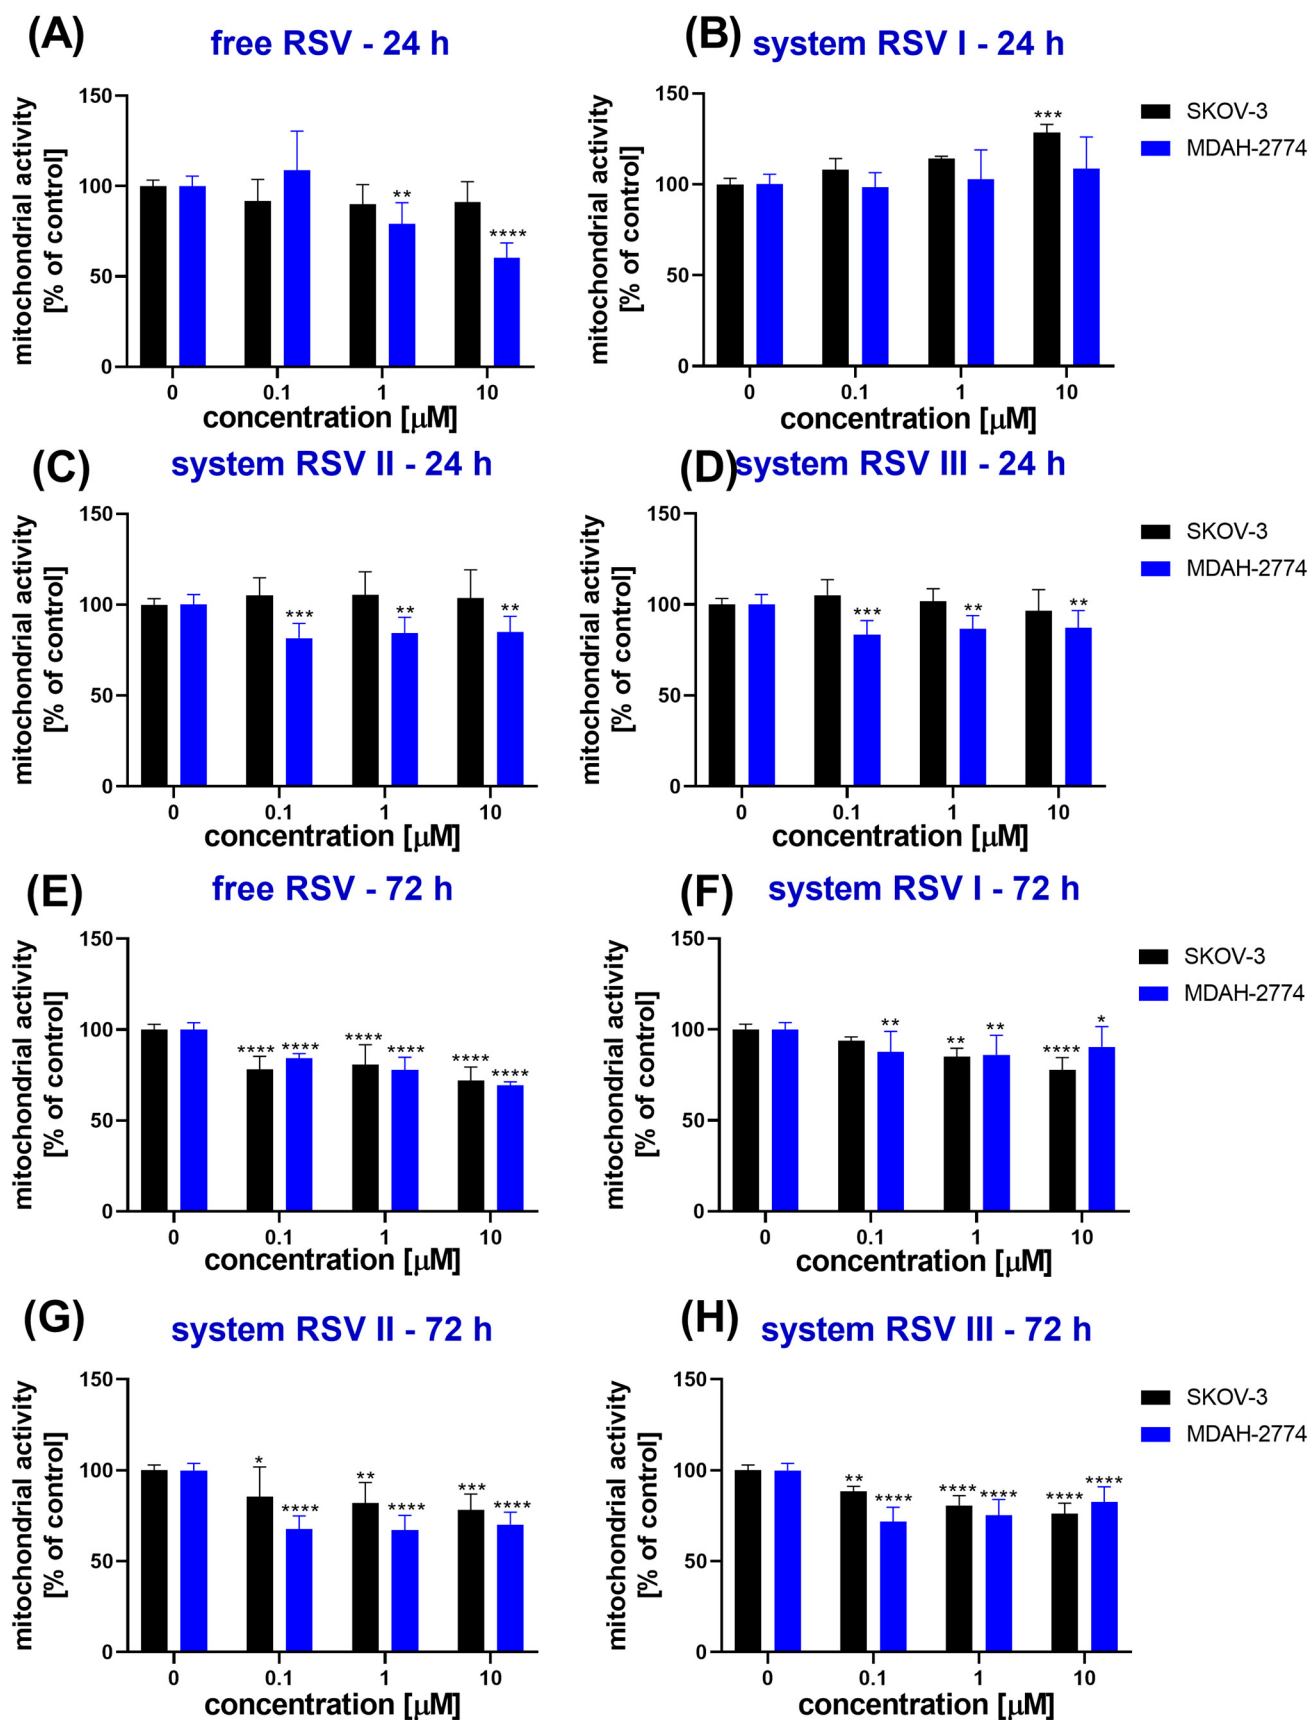 (A)
free RSV - 24 h
mitochondrial activity
[% of control]
150
100
50
0
**
****
0 0.1 1 10
concentration [μM]
(B)
system RSV I - 24 h
mitochondrial activity
[% of control]
150
100
50
0
***
0 0.1 1 10
concentration [μM]
SKOV-3
MDAH-2774
(C)
system RSV II - 24 h
mitochondrial activity
[% of control]
150
100
50
0
*** ** **
0 0.1 1 10
concentration [μM]
(D)
system RSV III - 24 h
mitochondrial activity
[% of control]
150
100
50
0
*** ** **
0 0.1 1 10
concentration [μM]
SKOV-3
MDAH-2774
(E)
free RSV - 72 h
mitochondrial activity
[% of control]
150
100
50
0
**** **** **** **** **** ****
0 0.1 1 10
concentration [μM]
(F)
system RSV I - 72 h
mitochondrial activity
[% of control]
150
100
50
0
** ** ** **** *
0 0.1 1 10
concentration [μM]
SKOV-3
MDAH-2774
(G)
system RSV II - 72 h
mitochondrial activity
[% of control]
150
100
50
0
* **** ** **** *** ****
0 0.1 1 10
concentration [μM]
(H)
system RSV III - 72 h
mitochondrial activity
[% of control]
150
100
50
0
** **** **** **** **** ****
0 0.1 1 10
concentration [μM]
SKOV-3
MDAH-2774